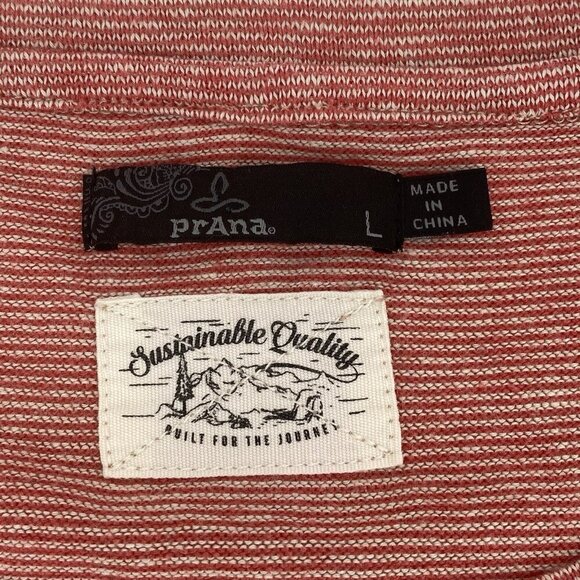 prAna
L
MADE
IN
CHINA
Sustainable Quality
BUILT FOR THE JOURNEY